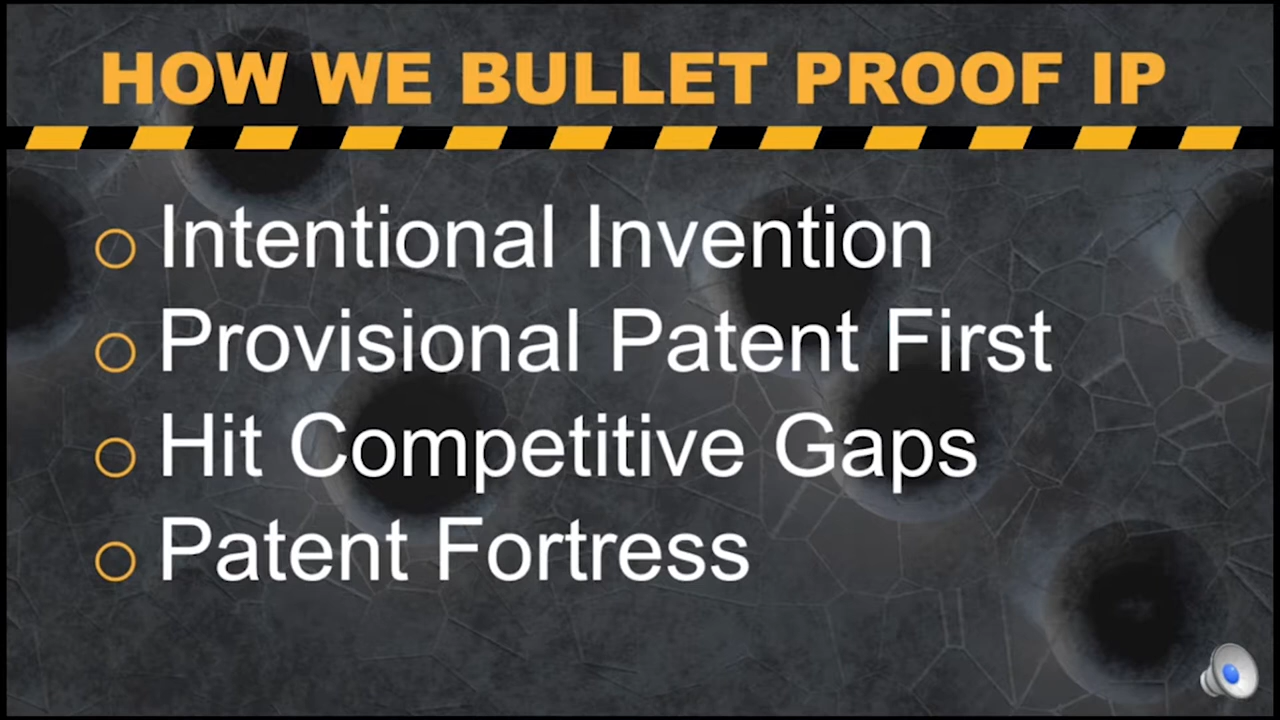 HOW WE BULLET PROOF IP
Intentional Invention
Provisional Patent First
Hit Competitive Gaps
Patent Fortress